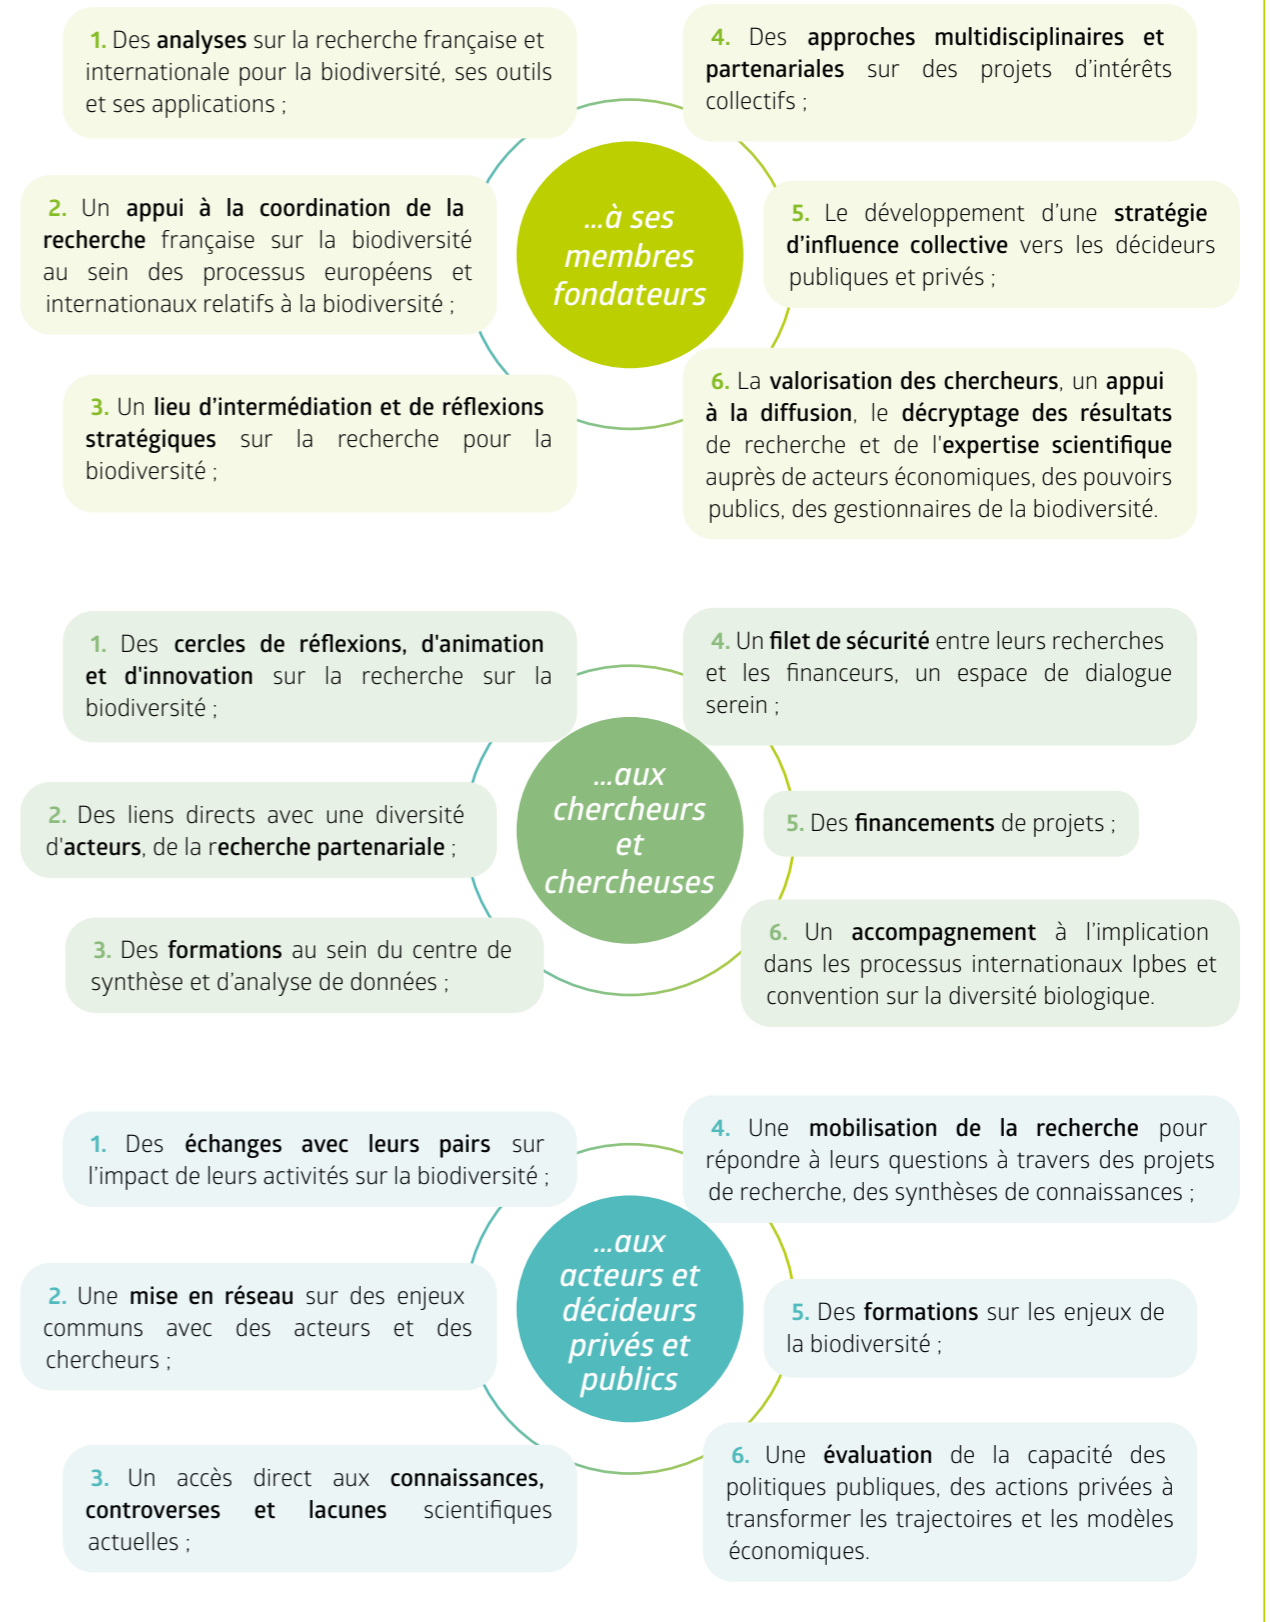 1. Des analyses sur la recherche française et
internationale pour la biodiversité, ses outils
et ses applications ;
2. Un appui à la coordination de la
recherche française sur la biodiversité
au sein des processus européens et
internationaux relatifs à la biodiversité ;
3. Un lieu d'intermédiation et de réflexions
stratégiques sur la recherche pour la
biodiversité ;
...à ses
membres
fondateurs
4. Des approches multidisciplinaires et
partenariales sur des projets d'intérêts
collectifs ;
5. Le développement d'une stratégie
d'influence collective vers les décideurs
publiques et privés ;
6. La valorisation des chercheurs, un appui
à la diffusion, le décryptage des résultats
de recherche et de l'expertise scientifique
auprès de acteurs économiques, des pouvoirs
publics, des gestionnaires de la biodiversité.
1. Des cercles de réflexions, d'animation
et d'innovation sur la recherche sur la
biodiversité ;
2. Des liens directs avec une diversité
d'acteurs, de la recherche partenariale ;
3. Des formations au sein du centre de
synthèse et d'analyse de données ;
...aux
chercheurs
et
chercheuses
4. Un filet de sécurité entre leurs recherches
et les financeurs, un espace de dialogue
serein ;
5. Des financements de projets ;
6. Un accompagnement à l'implication
dans les processus internationaux Ipbes et
convention sur la diversité biologique.
1. Des échanges avec leurs pairs sur
l'impact de leurs activités sur la biodiversité ;
2. Une mise en réseau sur des enjeux
communs avec des acteurs et des
chercheurs ;
3. Un accès direct aux connaissances,
controverses et lacunes scientifiques
actuelles ;
...aux
acteurs et
décideurs
privés et
publics
4. Une mobilisation de la recherche pour
répondre à leurs questions à travers des projets
de recherche, des synthèses de connaissances ;
5. Des formations sur les enjeux de
la biodiversité ;
6. Une évaluation de la capacité des
politiques publiques, des actions privées à
transformer les trajectoires et les modèles
économiques.